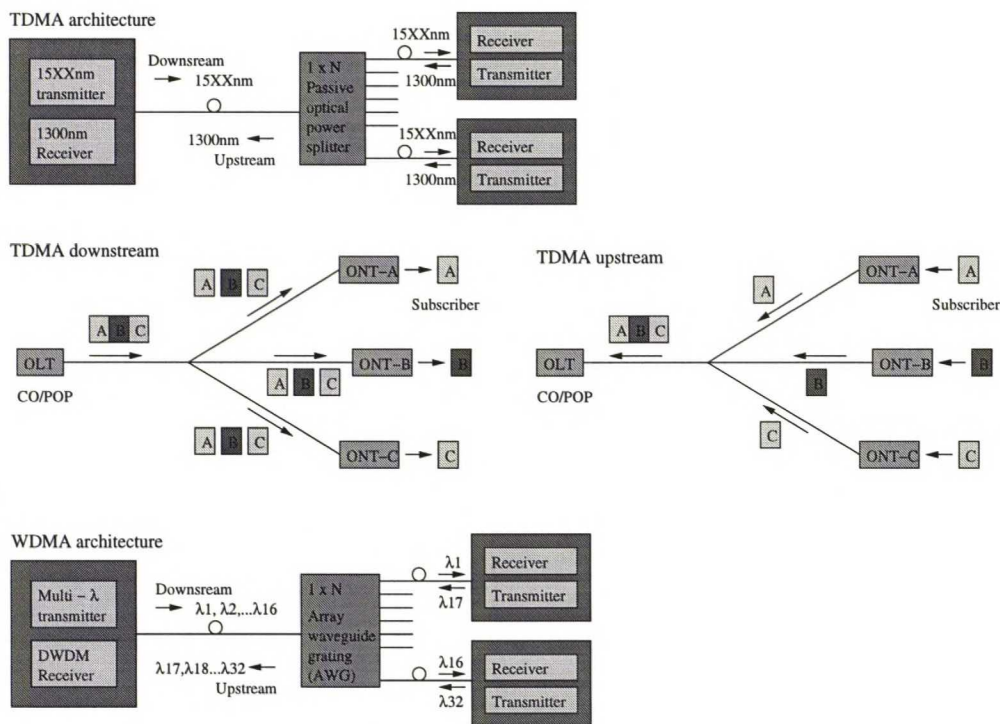 TDMA architecture
15XXnm
transmitter
1300nm
Receiver
Downsream
15XXnm
1300nm
Upstream
1 x N
Passive
optical
power
splitter
15XXnm
1300nm
Receiver
Transmitter
15XXnm
1300nm
Receiver
Transmitter
TDMA downstream
OLT
CO/POP
A B C
A B C
A B C
A B C
ONT-A
A
Subscriber
ONT-B
B
ONT-C
C
TDMA upstream
OLT
CO/POP
A B C
A
B
C
ONT-A
A
Subscriber
ONT-B
B
ONT-C
C
WDMA architecture
Multi - λ
transmitter
DWDM
Receiver
Downsream
λ1, λ2,...λ16
λ17,λ18...λ32
Upstream
1 x N
Array
waveguide
grating
(AWG)
λ1
λ17
Receiver
Transmitter
λ16
λ32
Receiver
Transmitter